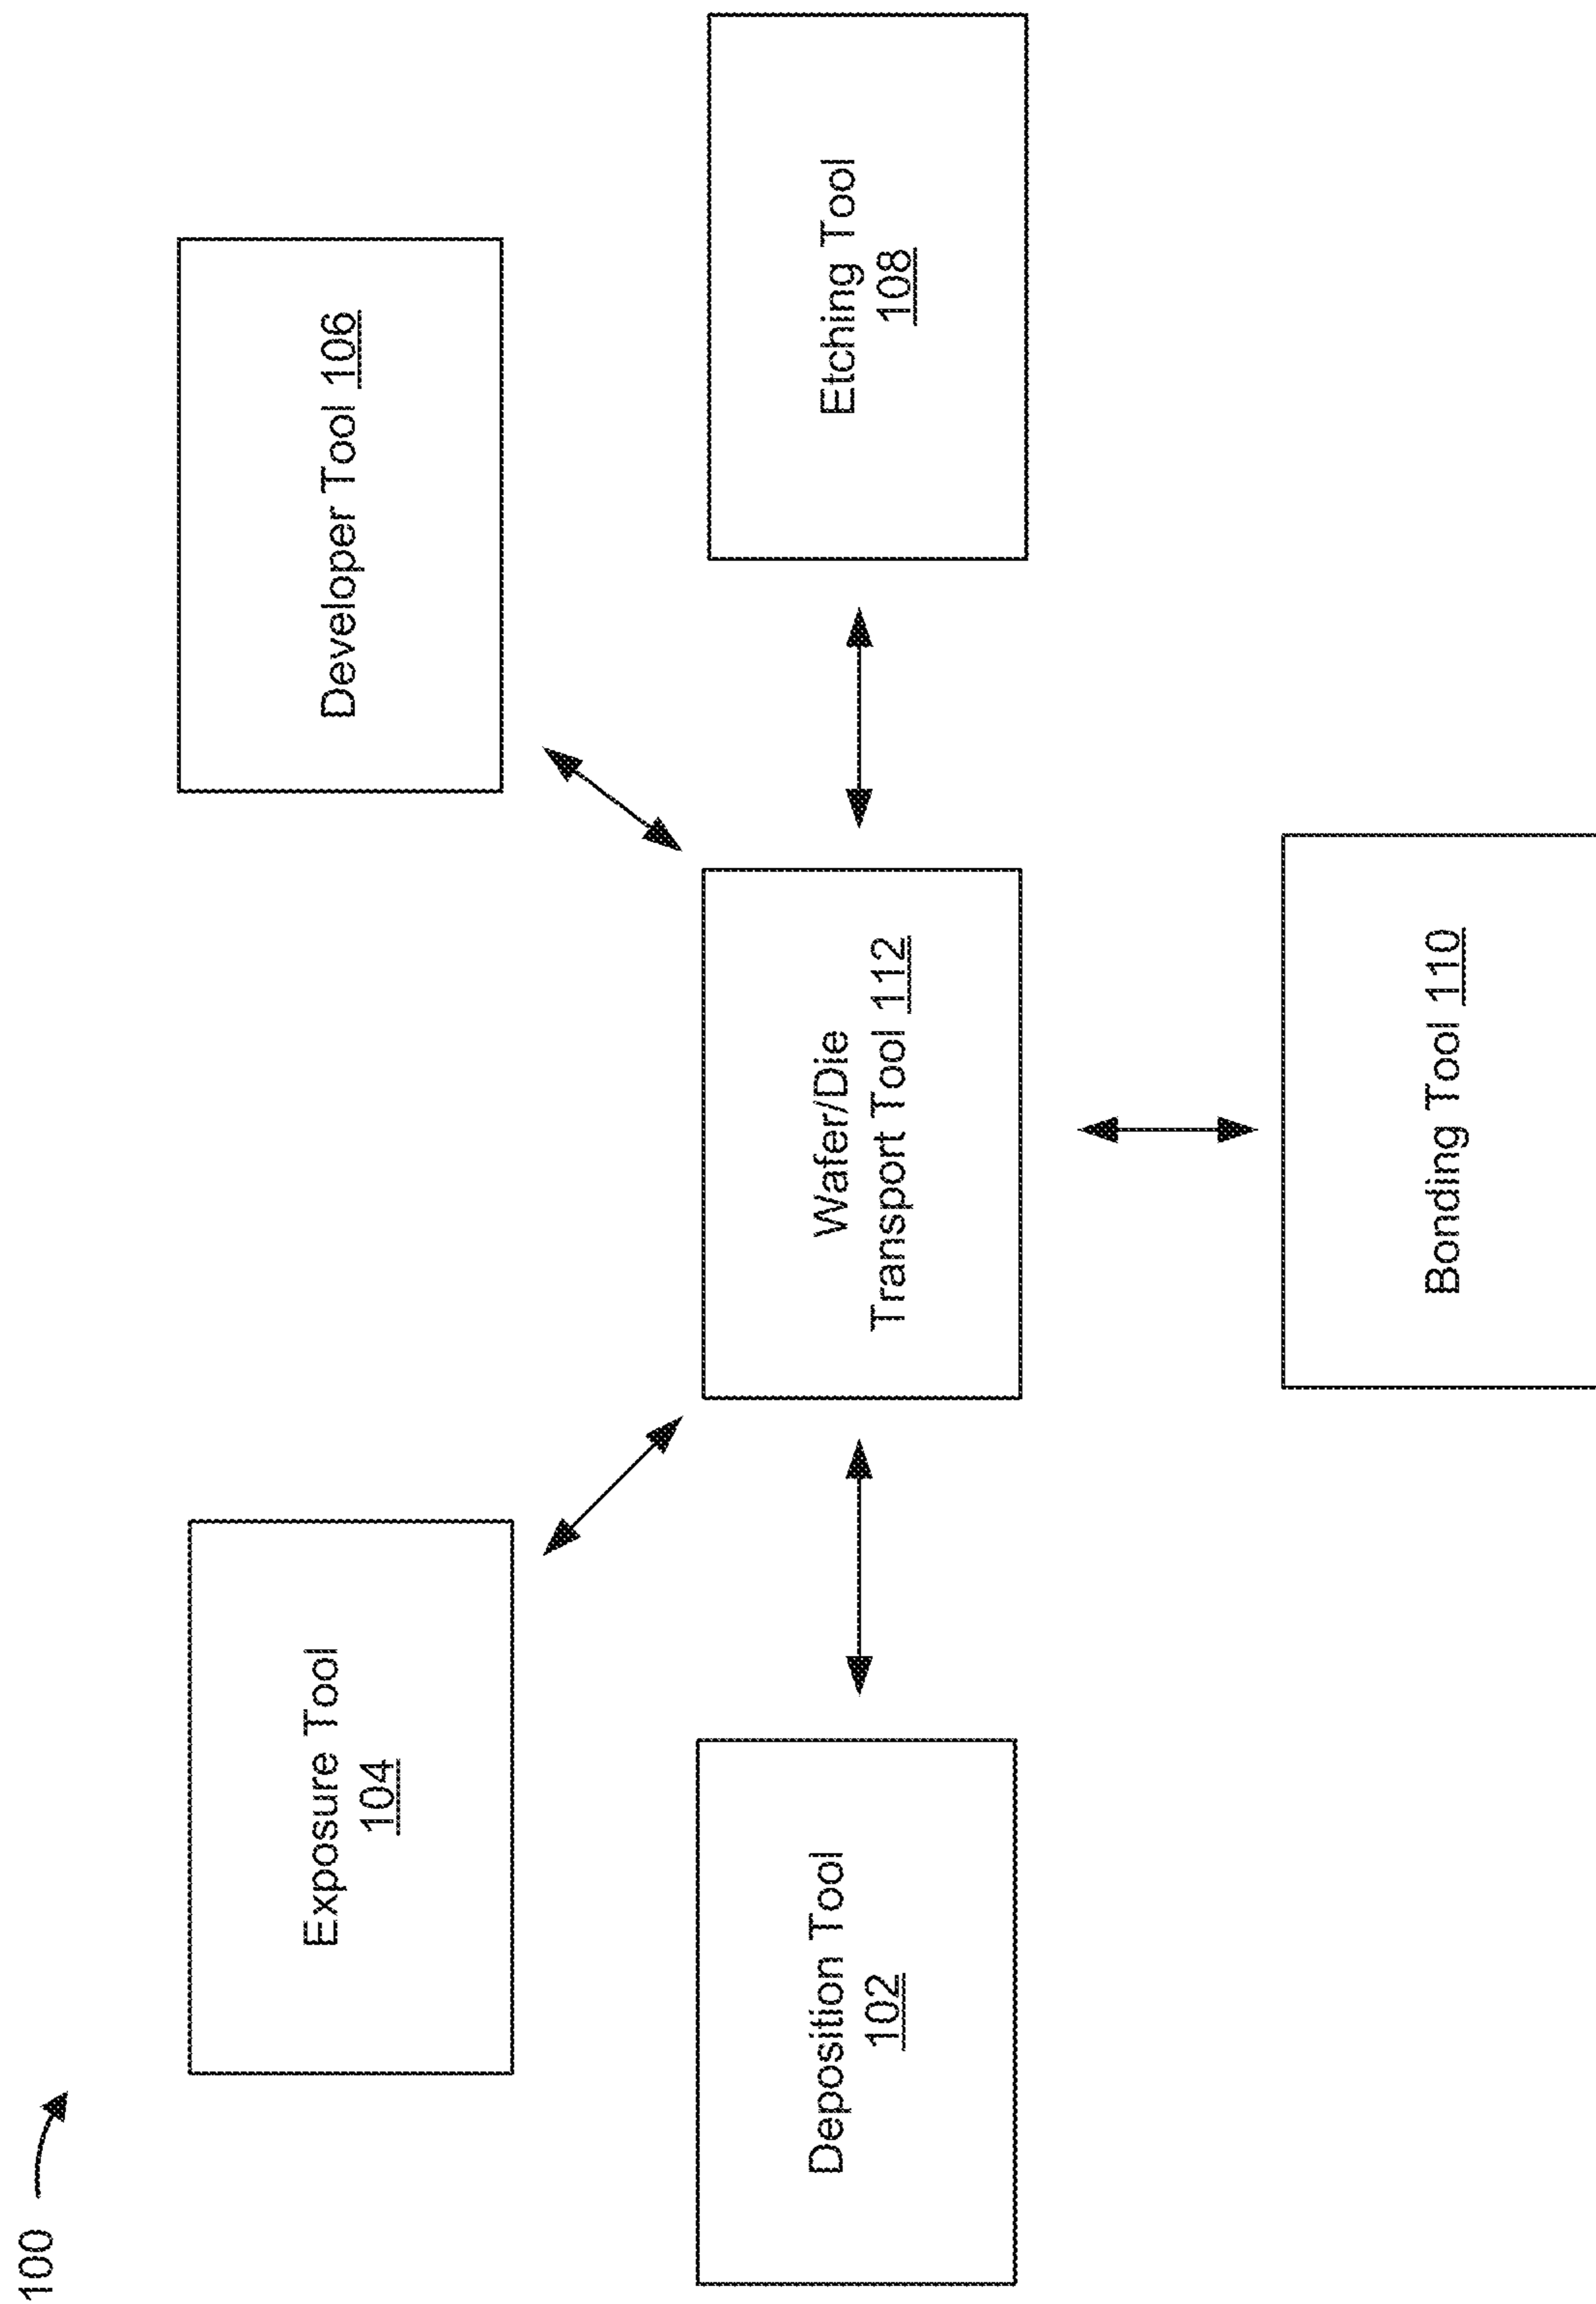 100
Exposure Tool
104
Developer Tool 106
Deposition Tool
102
Wafer/Die
Transport Tool 112
Etching Tool
108
Bonding Tool 110